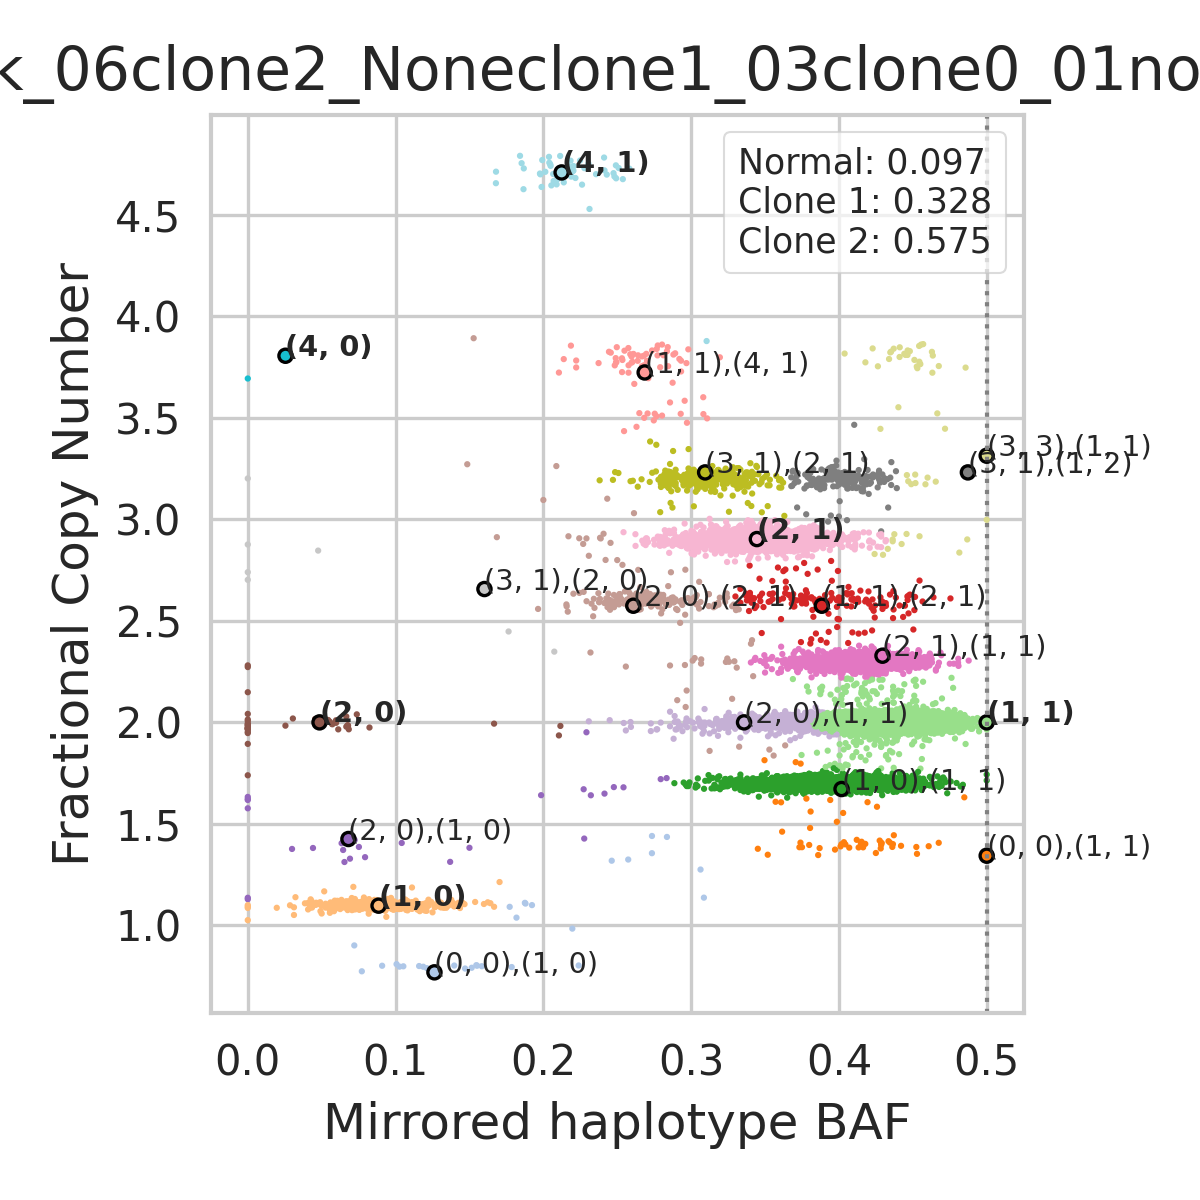 k_06clone2_Noneclone1_03clone0_01no
Normal: 0.097
Clone 1: 0.328
Clone 2: 0.575
(4, 1)
(4, 0)
(1, 1),(4, 1)
(3, 3),(1, 1)
(3, 1),(2, 1)
(3, 1),(1, 2)
(2, 1)
(3, 1),(2, 0)
(2, 0),(2, 1)
(1, 1),(2, 1)
(2, 1),(1, 1)
(2, 0)
(2, 0),(1, 1)
(1, 1)
(1, 0),(1, 1)
(2, 0),(1, 0)
(0, 0),(1, 1)
(1, 0)
(0, 0),(1, 0)
4.5
4.0
3.5
3.0
2.5
2.0
1.5
1.0
Fractional Copy Number
0.0 0.1 0.2 0.3 0.4 0.5
Mirrored haplotype BAF